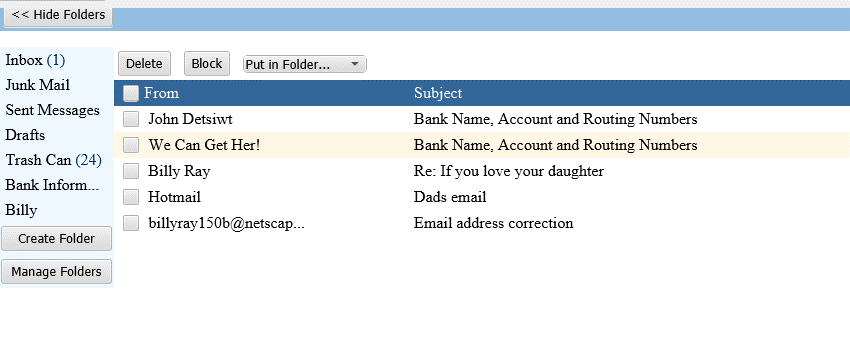 << Hide Folders
Inbox (1)
Junk Mail
Sent Messages
Drafts
Trash Can (24)
Bank Inform...
Billy
Create Folder
Manage Folders
Delete Block Put in Folder...
From Subject
John Detsiwt Bank Name, Account and Routing Numbers
We Can Get Her! Bank Name, Account and Routing Numbers
Billy Ray Re: If you love your daughter
Hotmail Dads email
billyray150b@netscap... Email address correction